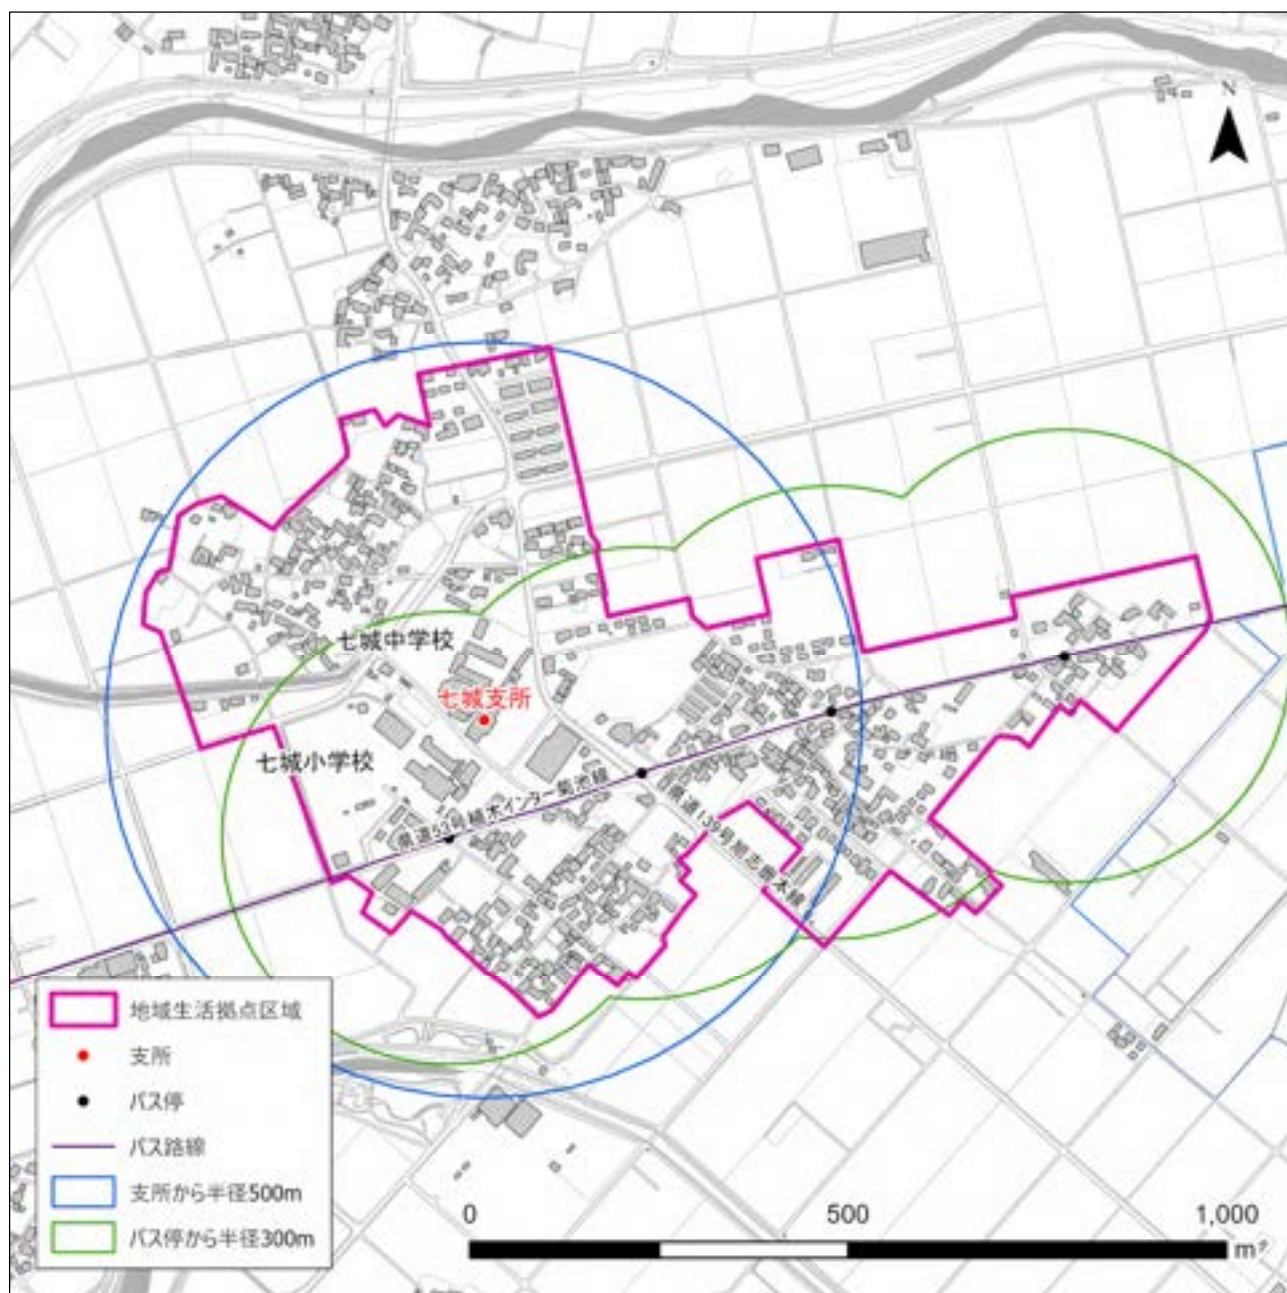 N
七城中学校
七城支所
七城小学校
県道53号植木インター菊池線
県道139号原志田太線
地域生活拠点区域
支所
バス停
バス路線
支所から半径500m
バス停から半径300m
0
500
1,000
m